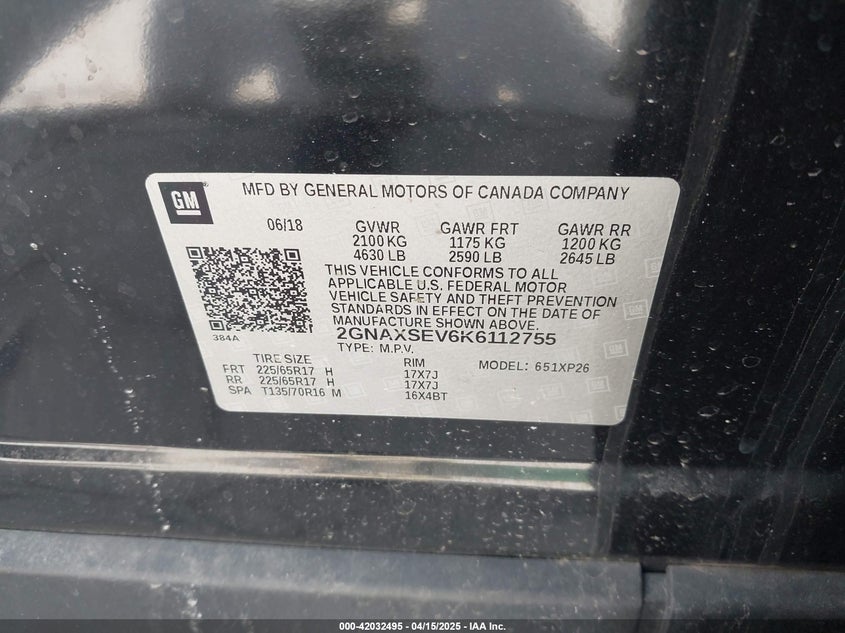 GM
MFD BY GENERAL MOTORS OF CANADA COMPANY
06/18 GVWR GAWR FRT GAWR RR
2100 KG 1175 KG 1200 KG
4630 LB 2590 LB 2645 LB
THIS VEHICLE CONFORMS TO ALL
APPLICABLE U.S. FEDERAL MOTOR
VEHICLE SAFETY AND THEFT PREVENTION
STANDARDS IN EFFECT ON THE DATE OF
MANUFACTURE SHOWN ABOVE.
384A
2GNAXSEV6K6112755
TYPE: M.P.V.
TIRE SIZE RIM MODEL: 651XP26
FRT 225/65R17 H 17X7J
RR 225/65R17 H 17X7J
SPA T135/70R16 M 16X4BT
000-42032495 - 04/15/2025 - IAA Inc.